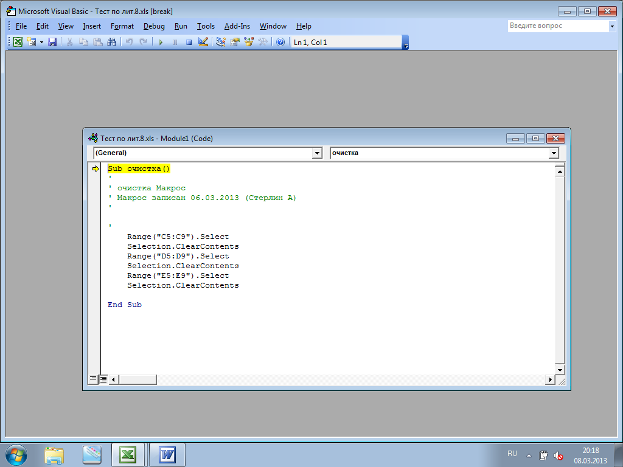 Microsoft Visual Basic - Тест по лит.8.xls [break]
File Edit View Insert Format Debug Run Tools Add-Ins Window Help
Введите вопрос
Ln 1, Col 1
Тест по лит.8.xls - Module1 (Code)
(General) очистка
Sub очистка()
'
' очистка Макрос
' Макрос записан 06.03.2013 (Стерлин А)
'
'
Range("C5:C9").Select
Selection.ClearContents
Range("D5:D9").Select
Selection.ClearContents
Range("E5:E9").Select
Selection.ClearContents
End Sub
RU
20:18
08.03.2013